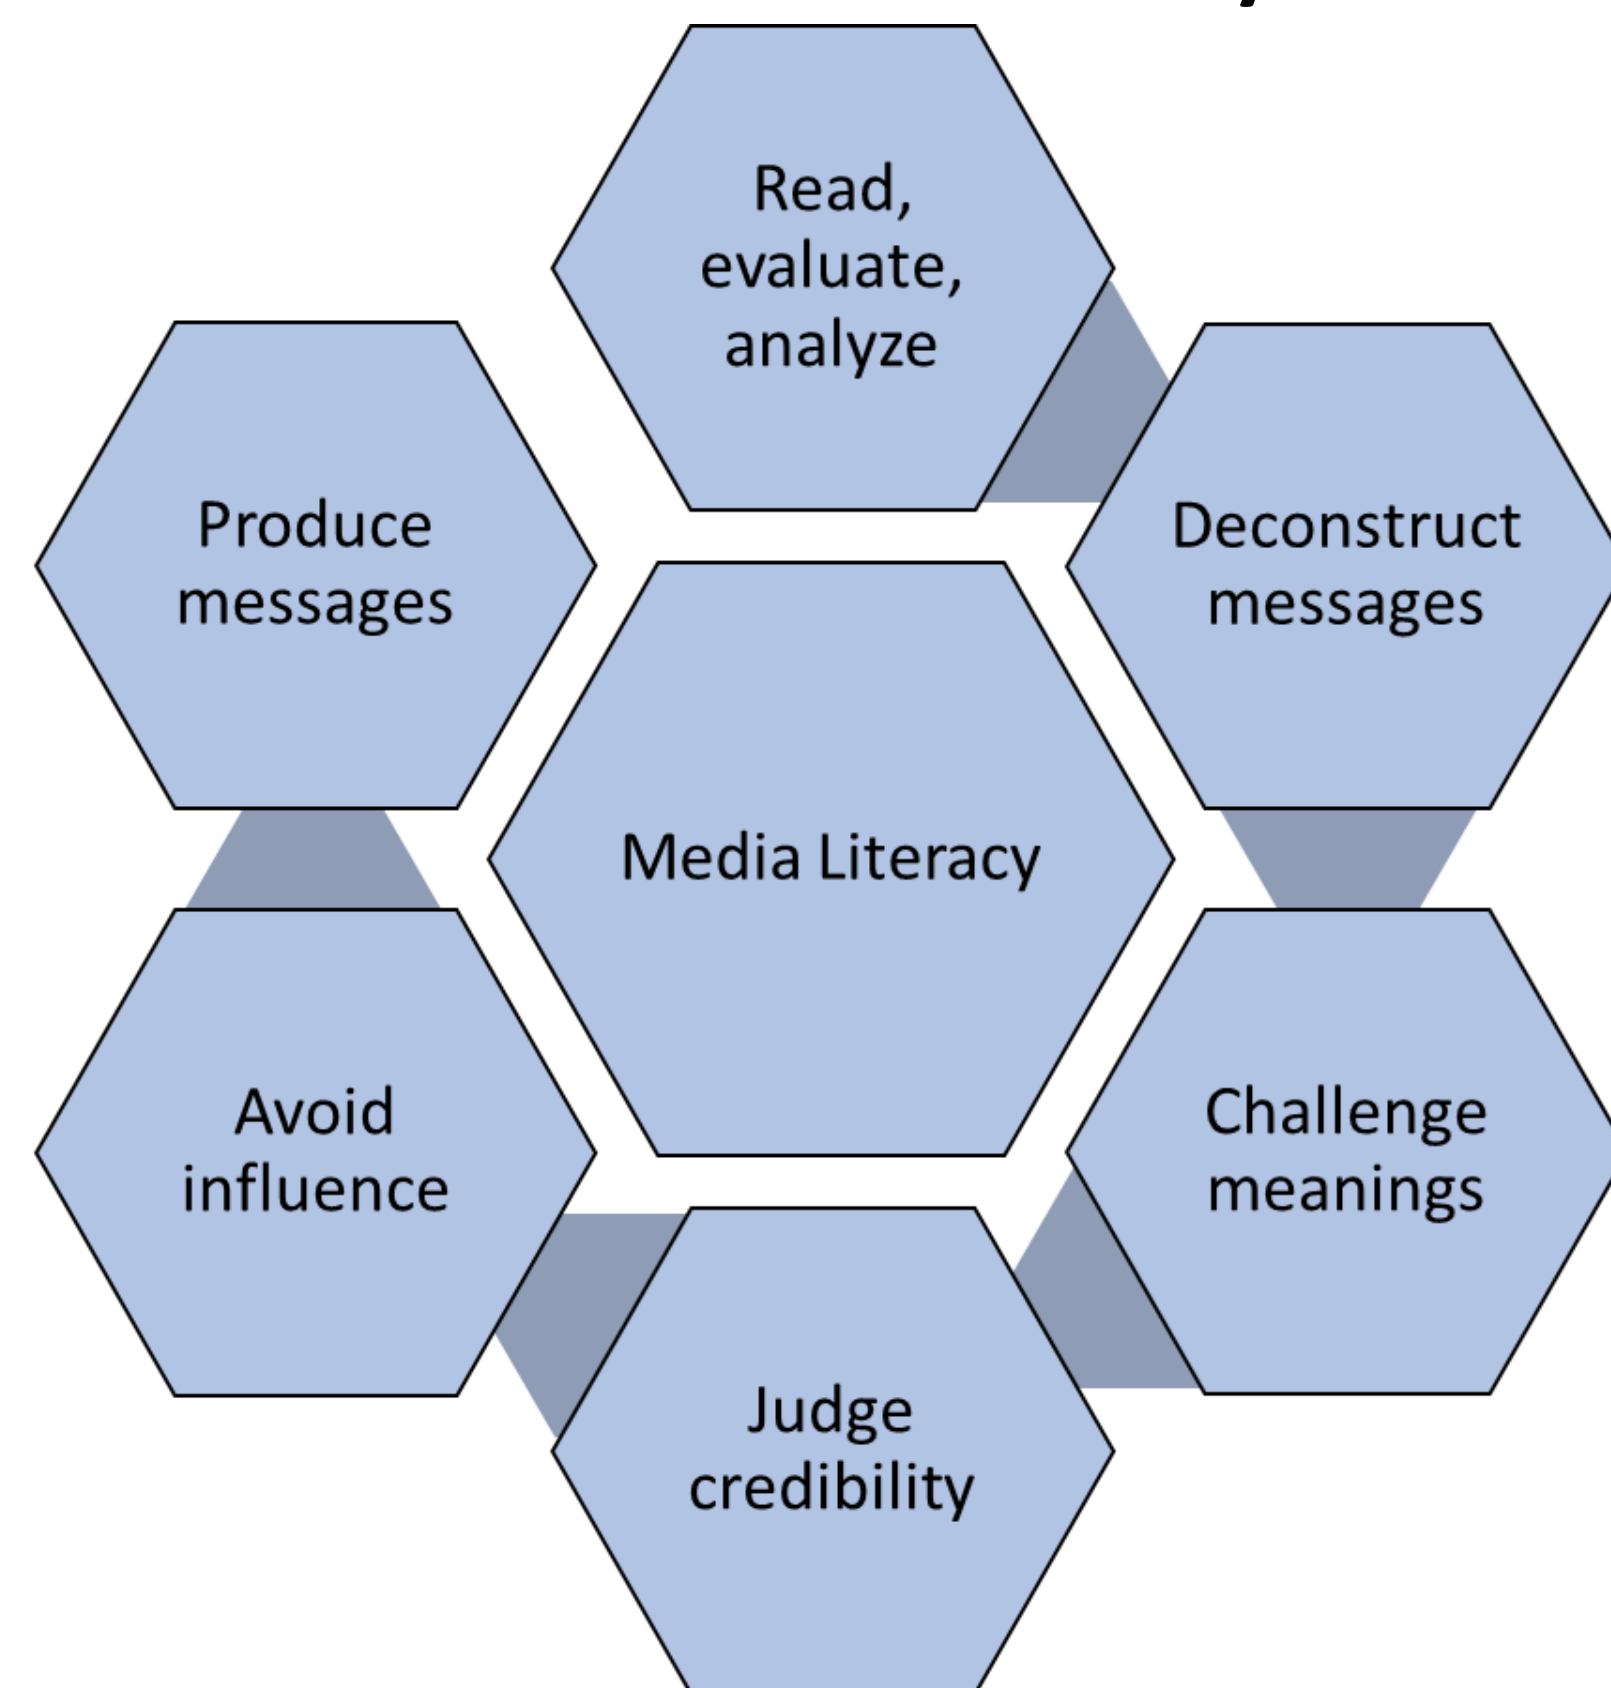 Read,
evaluate,
analyze
Deconstruct
messages
Challenge
meanings
Judge
credibility
Avoid
influence
Produce
messages
Media Literacy